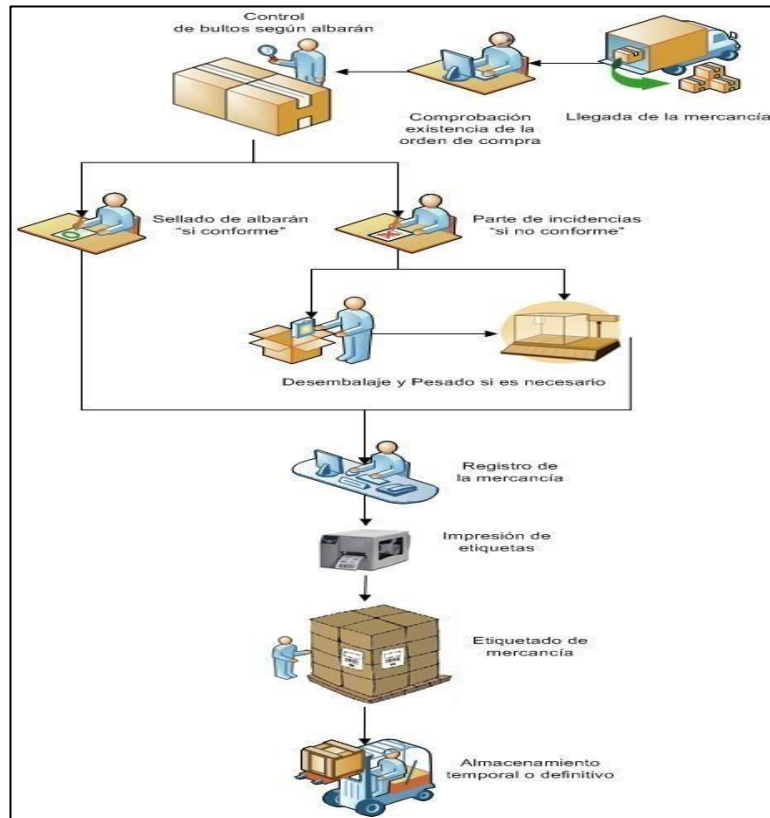 Control
de bultos según albarán
Comprobación
existencia de la
orden de compra
Llegada de la mercancía
Sellado de albarán
“si conforme”
Parte de incidencias
“si no conforme”
Desembalaje y Pesado si es necesario
Registro de
la mercancía
Impresión de
etiquetas
Etiquetado de
mercancía
Almacenamiento
temporal o definitivo